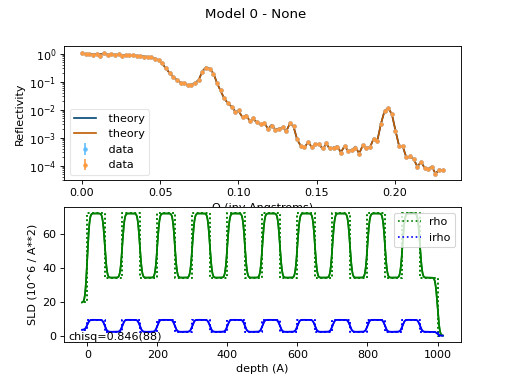 Model 0 - None
Reflectivity
10^0
10^-1
10^-2
10^-3
10^-4
theory
theory
data
data
0.00 0.05 0.10 0.15 0.20
Q (inv Angstroms)
SLD (10^6 / A**2)
60
40
20
0
rho
irho
chisq=0.846(88)
0 200 400 600 800 1000
depth (A)